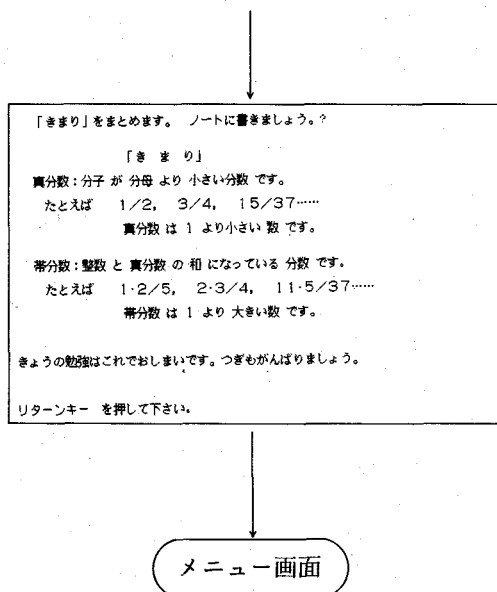 「きまり」をまとめます。 ノートに書きましょう。?
「き ま り」
真分数:分子 が 分母 より 小さい分数 です。
たとえば 1/2, 3/4, 15/37……
真分数 は 1 より小さい 数 です。
帯分数:整数 と 真分数 の 和 になっている 分数 です。
たとえば 1·2/5, 2·3/4, 11·5/37……
帯分数 は 1 より 大きい数 です。
きょうの勉強はこれでおしまいです。つぎもがんばりましょう。
リターンキー を押して下さい。
メニュー画面